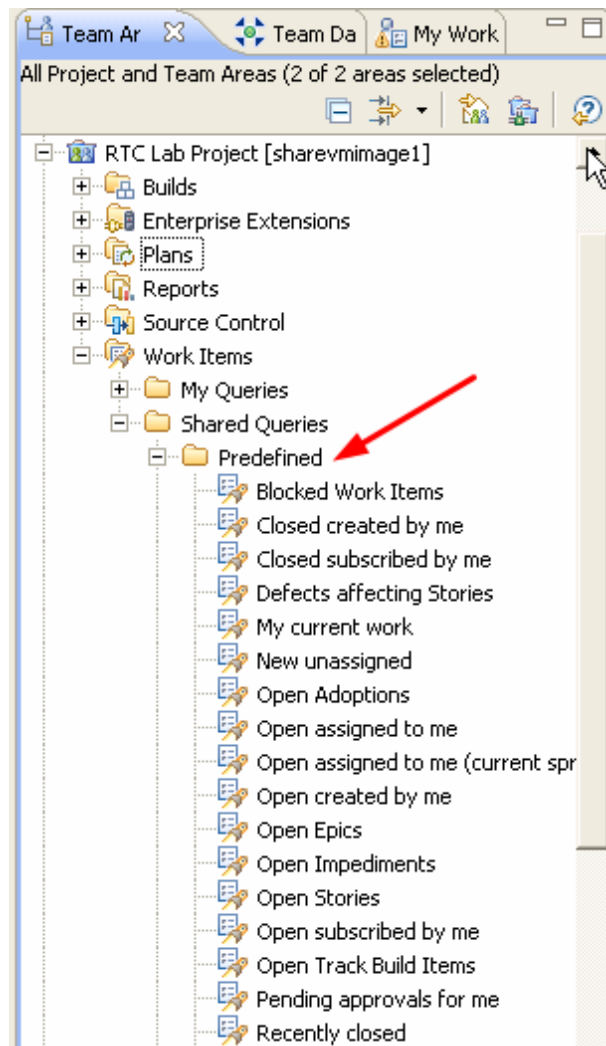 Team Ar Team Da My Work
All Project and Team Areas (2 of 2 areas selected)
RTC Lab Project [sharevmimage1]
Builds
Enterprise Extensions
Plans
Reports
Source Control
Work Items
My Queries
Shared Queries
Predefined
Blocked Work Items
Closed created by me
Closed subscribed by me
Defects affecting Stories
My current work
New unassigned
Open Adoptions
Open assigned to me
Open assigned to me (current spr
Open created by me
Open Epics
Open Impediments
Open Stories
Open subscribed by me
Open Track Build Items
Pending approvals for me
Recently closed